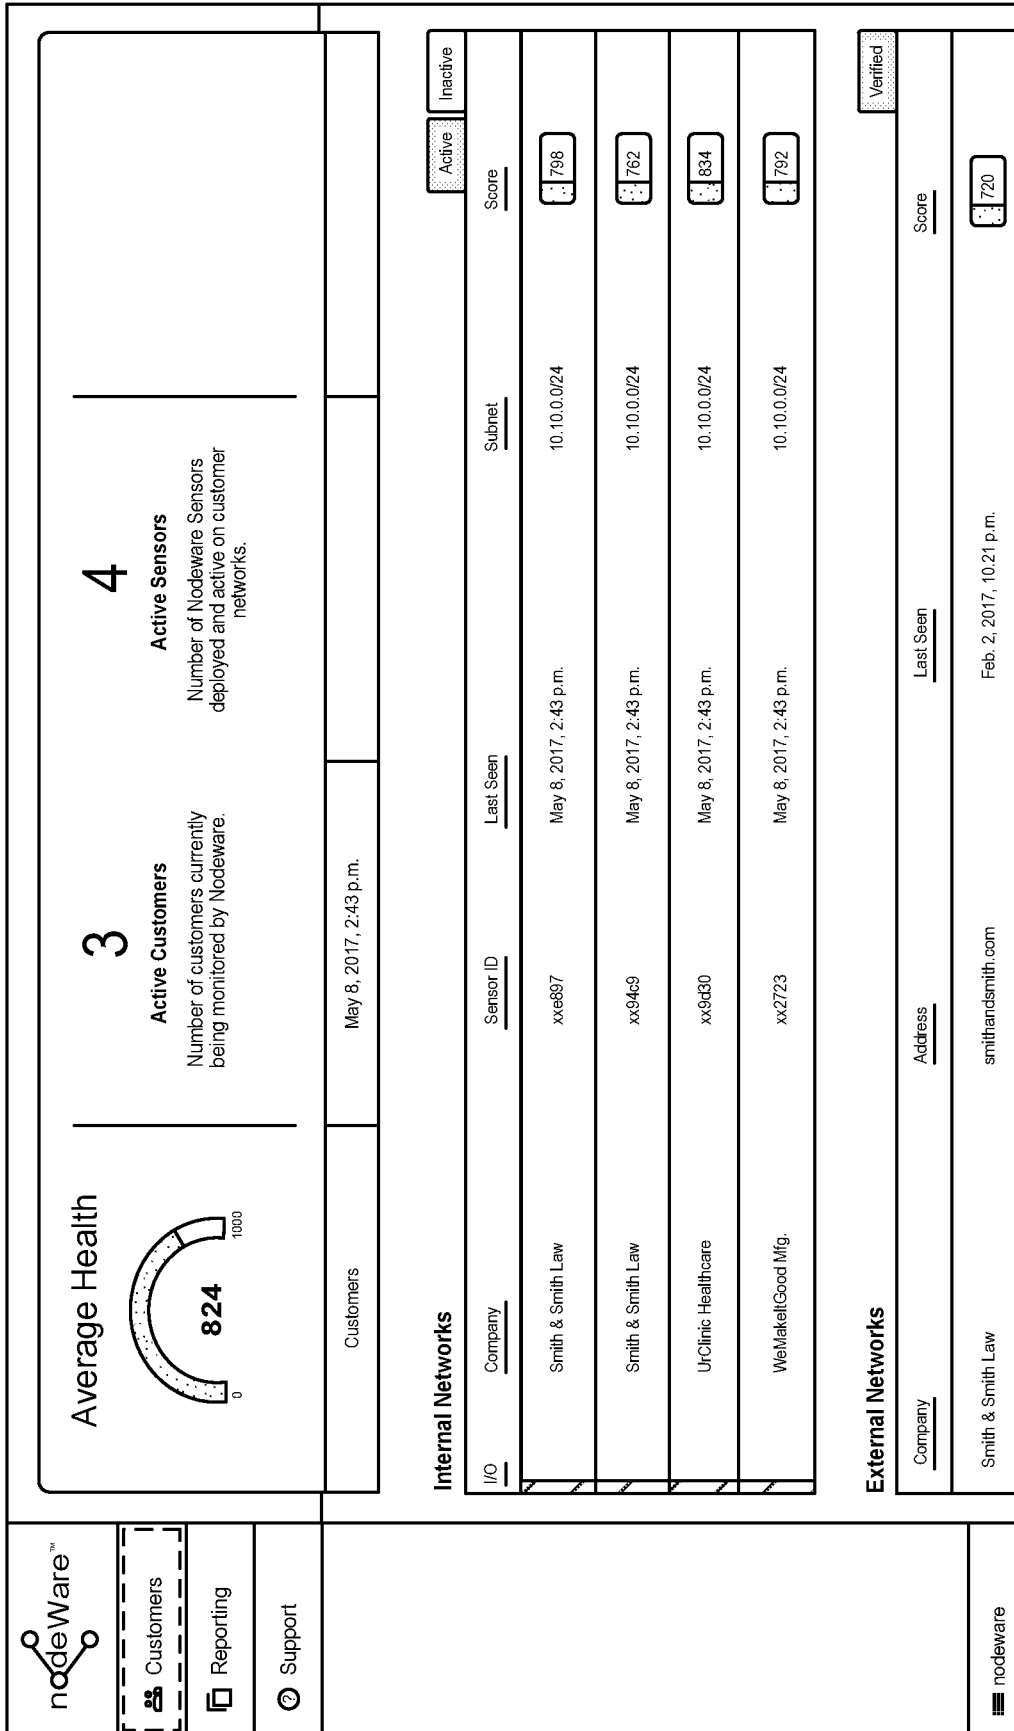 nodeWare™
Customers
Reporting
Support
nodeware
Average Health
824
0
1000
3
Active Customers
Number of customers currently
being monitored by Nodeware.
4
Active Sensors
Number of Nodeware Sensors
deployed and active on customer
networks.
Customers
May 8, 2017, 2:43 p.m.
Internal Networks
Active
Inactive
I/O Company Sensor ID Last Seen Subnet Score
Smith & Smith Law xxe897 May 8, 2017, 2:43 p.m. 10.10.0.0/24 798
Smith & Smith Law xx94c9 May 8, 2017, 2:43 p.m. 10.10.0.0/24 762
UrClinic Healthcare xx9d30 May 8, 2017, 2:43 p.m. 10.10.0.0/24 834
WeMakeItGood Mfg. xx2723 May 8, 2017, 2:43 p.m. 10.10.0.0/24 792
External Networks
Verified
Company Address Last Seen Score
Smith & Smith Law smithandsmith.com Feb. 2, 2017, 10.21 p.m. 720